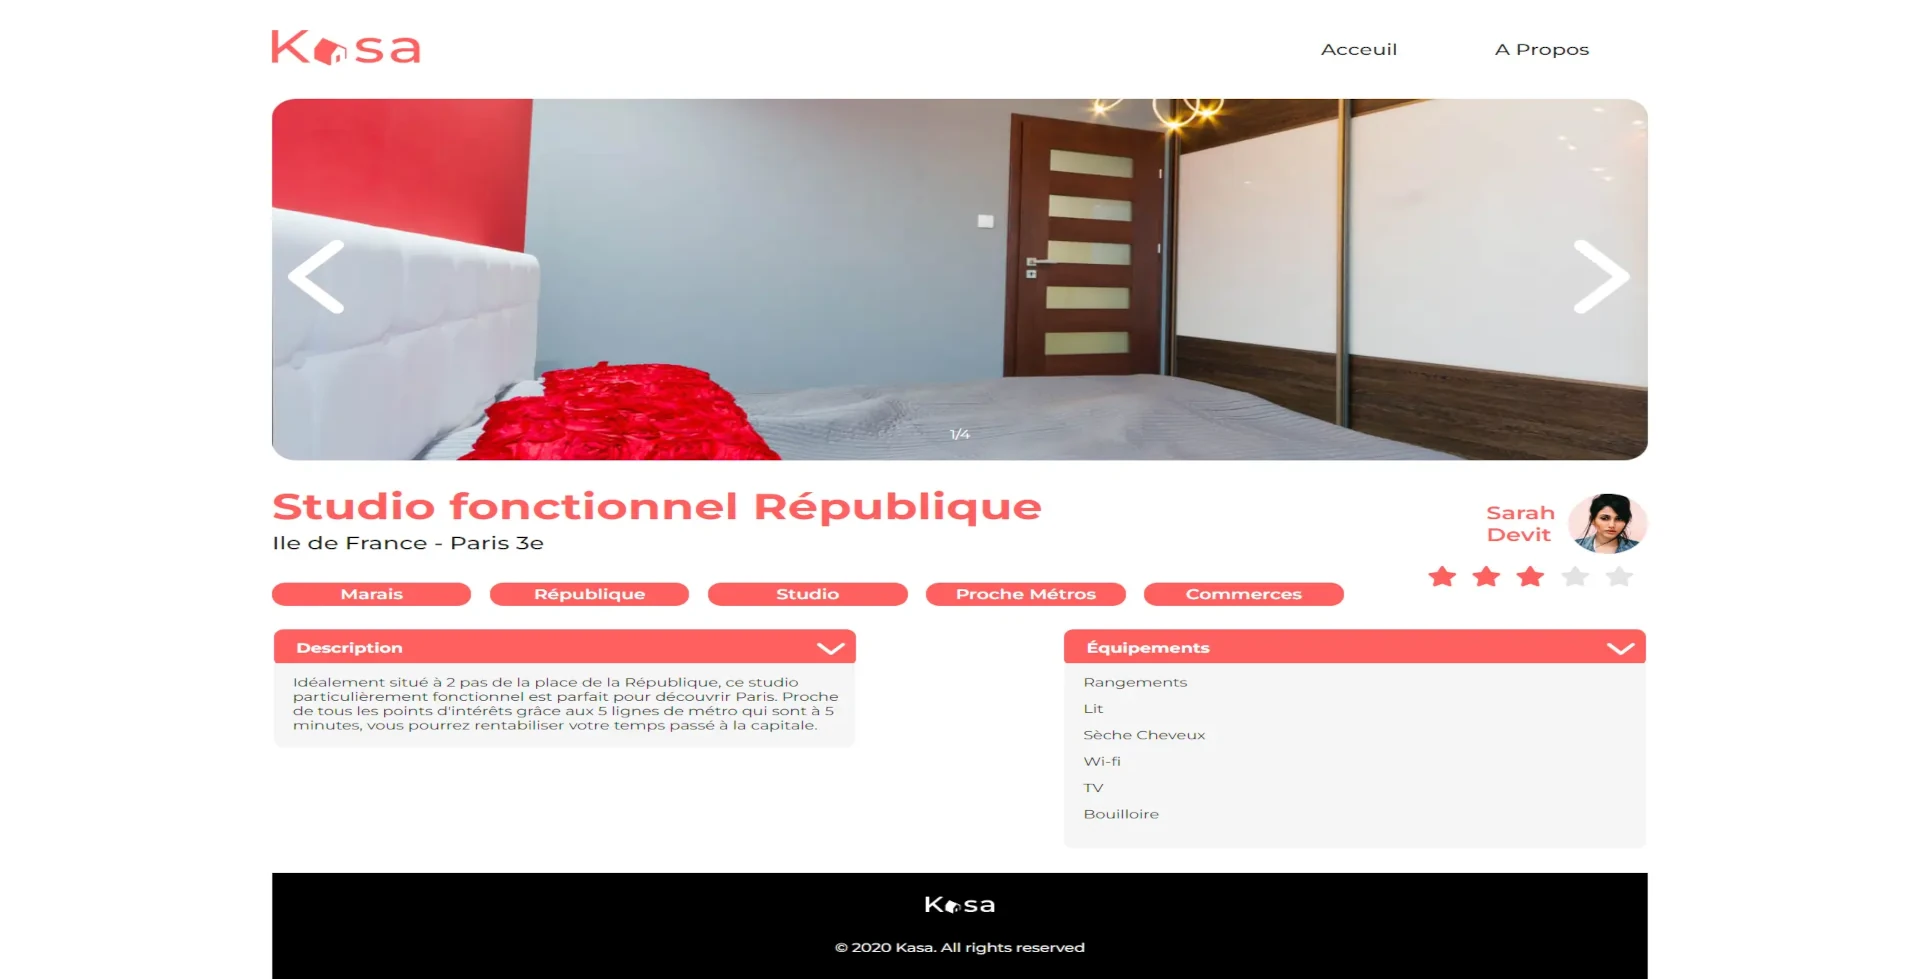 Kasa
Acceuil
A Propos
1/4
Studio fonctionnel République
Ile de France - Paris 3e
Sarah
Devit
Marais
République
Studio
Proche Métros
Commerces
Description
Idéalement situé à 2 pas de la place de la République, ce studio
particulièrement fonctionnel est parfait pour découvrir Paris. Proche
de tous les points d'intérêts grâce aux 5 lignes de métro qui sont à 5
minutes, vous pourrez rentabiliser votre temps passé à la capitale.
Équipements
Rangements
Lit
Sèche Cheveux
Wi-fi
TV
Bouilloire
Kasa
© 2020 Kasa. All rights reserved